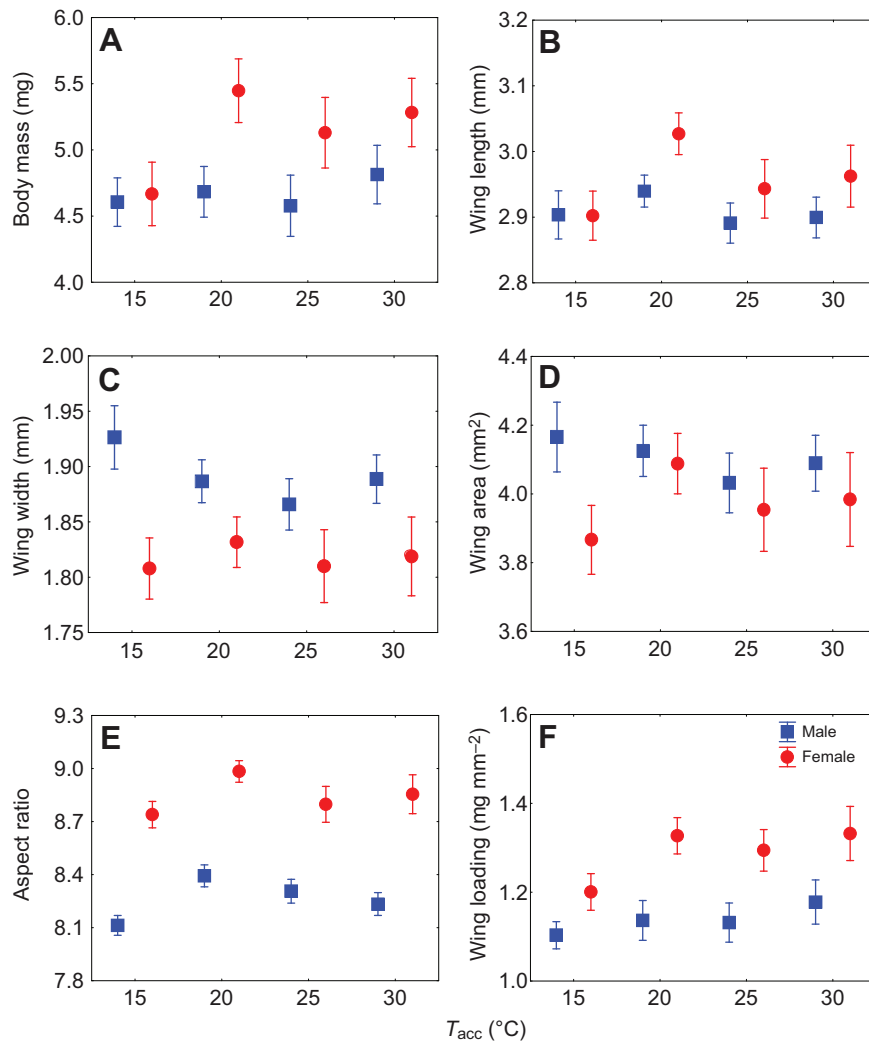 A
Body mass (mg)
6.0
5.5
5.0
4.5
4.0
15 20 25 30
B
Wing length (mm)
3.2
3.1
3.0
2.9
2.8
15 20 25 30
C
Wing width (mm)
2.00
1.95
1.90
1.85
1.80
1.75
15 20 25 30
D
Wing area (mm²)
4.4
4.2
4.0
3.8
3.6
15 20 25 30
E
Aspect ratio
9.3
9.0
8.7
8.4
8.1
7.8
15 20 25 30
F
Wing loading (mg mm⁻²)
1.6
1.4
1.2
1.0
15 20 25 30
Male
Female
Tacc (°C)